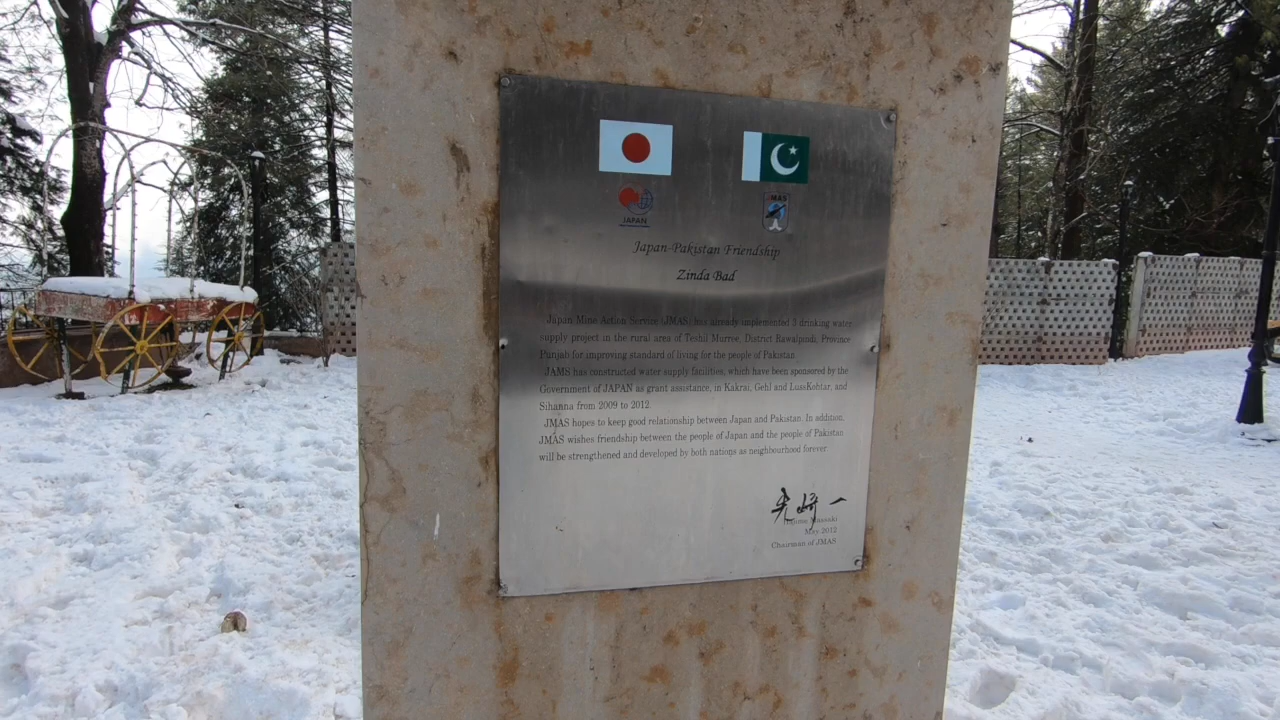 JAPAN
JMAS
Japan-Pakistan Friendship
Zinda Bad
Japan Mine Action Service (JMAS) has already implemented 3 drinking water
supply project in the rural area of Teshil Murree, District Rawalpindi, Province
Punjab for improving standard of living for the people of Pakistan
JAMS has constructed water supply facilities, which have been sponsored by the
Government of JAPAN as grant assistance, in Kakrai, Gehl and LuasKohtar, and
Sihanna from 2009 to 2012.
JMAS hopes to keep good relationship between Japan and Pakistan. In addition,
JMAS wishes friendship between the people of Japan and the people of Pakistan
will be strengthened and developed by both nations as neighbourhood forever
崎一
May 2012
Chairman of JMAS